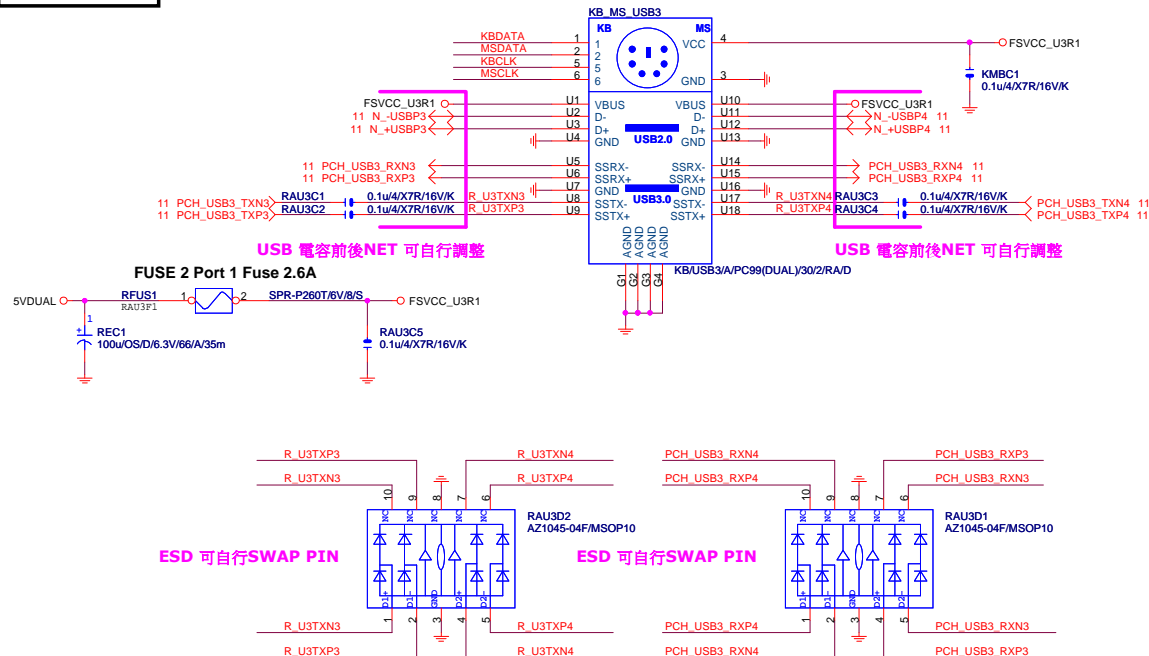 KB_MS_USB3
KB MS
KBDATA 1 1 VCC 4 FSVCC_U3R1
MSDATA 2 2
KBCLK 5 5
MSCLK 6 6 GND 3
KMBC1
0.1u/4/X7R/16V/K
FSVCC_U3R1 U1 VBUS VBUS U10 FSVCC_U3R1
11 N_-USBP3 U2 D- D- U11 N_-USBP4 11
11 N_+USBP3 U3 D+ D+ U12 N_+USBP4 11
U4 GND USB2.0 GND U13
11 PCH_USB3_RXN3 U5 SSRX- SSRX- U14 PCH_USB3_RXN4 11
11 PCH_USB3_RXP3 U6 SSRX+ SSRX+ U15 PCH_USB3_RXP4 11
U7 GND USB3.0 GND U16
11 PCH_USB3_TXN3 RAU3C1 0.1u/4/X7R/16V/K R_U3TXN3 U8 SSTX- SSTX- U17 R_U3TXN4 RAU3C3 0.1u/4/X7R/16V/K PCH_USB3_TXN4 11
11 PCH_USB3_TXP3 RAU3C2 0.1u/4/X7R/16V/K R_U3TXP3 U9 SSTX+ SSTX+ U18 R_U3TXP4 RAU3C4 0.1u/4/X7R/16V/K PCH_USB3_TXP4 11
AGND AGND AGND AGND
G1 G2 G3 G4
KB/USB3/A/PC99(DUAL)/30/2/RA/D
USB 電容前後NET 可自行調整
USB 電容前後NET 可自行調整
FUSE 2 Port 1 Fuse 2.6A
5VDUAL RFUS1 1 2 SPR-P260T/6V/8/S FSVCC_U3R1
RAU3F1
1
+
REC1
100u/OS/D/6.3V/66/A/35m
RAU3C5
0.1u/4/X7R/16V/K
R_U3TXP3 R_U3TXN4 PCH_USB3_RXN4 PCH_USB3_RXP3
R_U3TXN3 R_U3TXP4 PCH_USB3_RXP4 PCH_USB3_RXN3
10 9 8 7 6 10 9 8 7 6
NC NC GND NC NC NC NC GND NC NC
RAU3D2
AZ1045-04F/MSOP10
RAU3D1
AZ1045-04F/MSOP10
ESD 可自行SWAP PIN
ESD 可自行SWAP PIN
D1+ D1- GND D2+ D2- D1+ D1- GND D2+ D2-
1 2 3 4 5 1 2 3 4 5
R_U3TXN3 R_U3TXP4 PCH_USB3_RXP4 PCH_USB3_RXN3
R_U3TXP3 R_U3TXN4 PCH_USB3_RXN4 PCH_USB3_RXP3